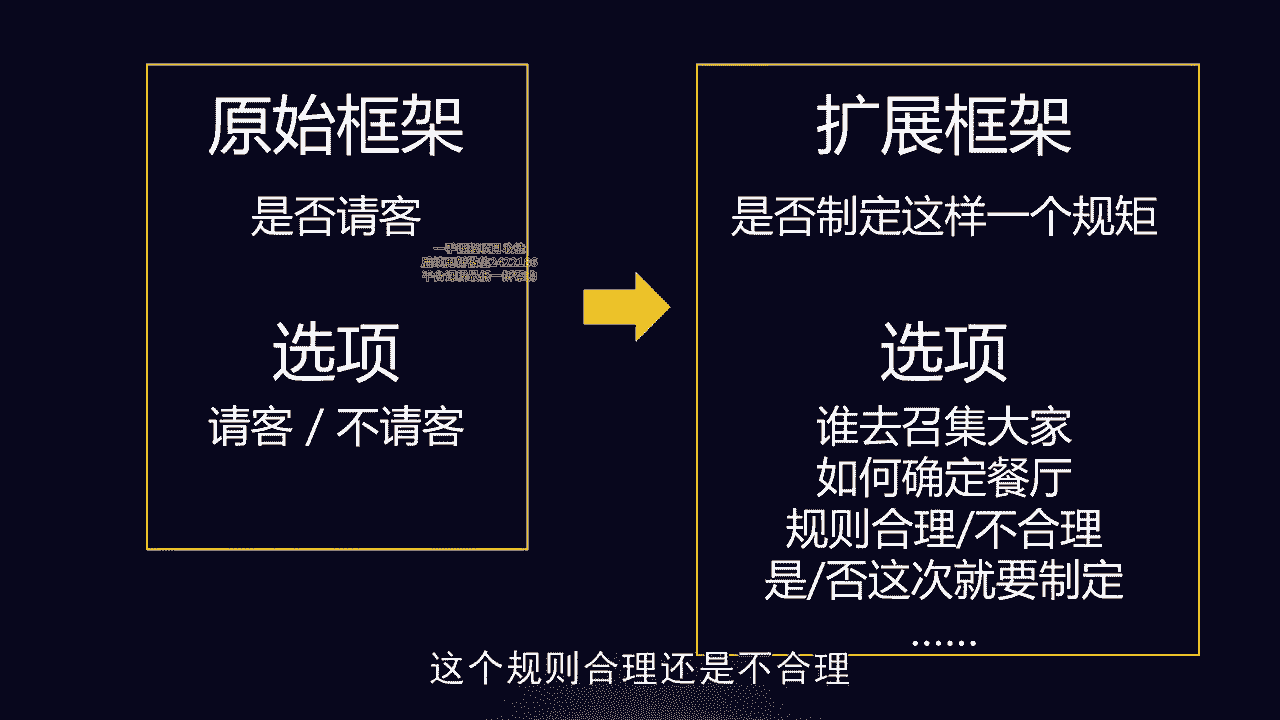 原始框架
是否请客
选项
请客 / 不请客
扩展框架
是否制定这样一个规矩
选项
谁去召集大家
如何确定餐厅
规则合理/不合理
是/否这次就要制定
……
这个规则合理还是不合理